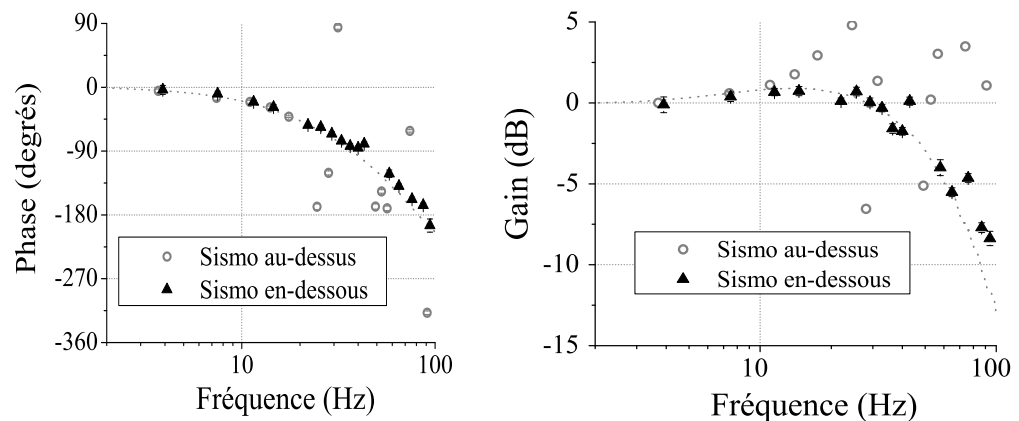 90
0
-90
-180
-270
-360
Phase (degrés)
Sismo au-dessus
Sismo en-dessous
10
100
Fréquence (Hz)
5
0
-5
-10
-15
Gain (dB)
Sismo au-dessus
Sismo en-dessous
10
100
Fréquence (Hz)